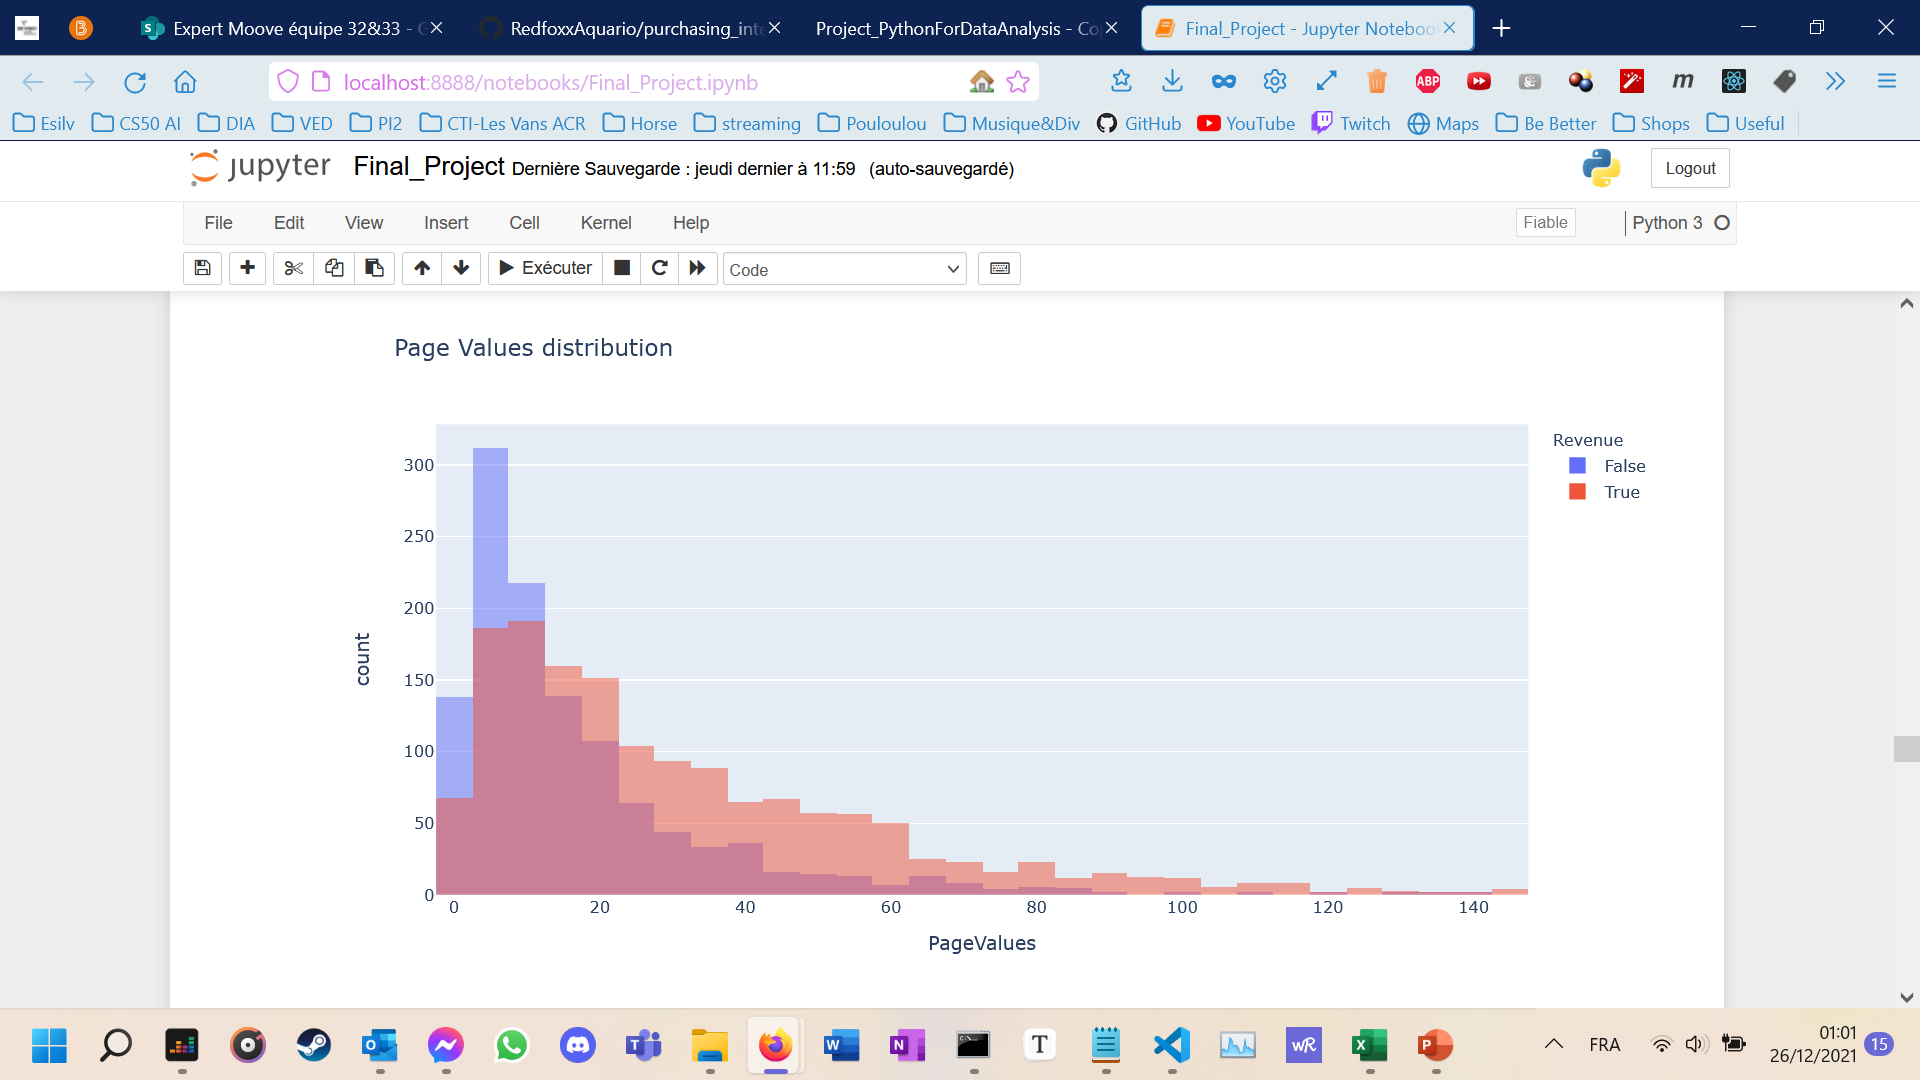 Expert Moove équipe 32&33 -
RedfoxxAquario/purchasing_inte
Project_PythonForDataAnalysis - Co
Final_Project - Jupyter Notebook
localhost:8888/notebooks/Final_Project.ipynb
ABP
m
Esilv
CS50 AI
DIA
VED
PI2
CTI-Les Vans ACR
Horse
streaming
Pouloulou
Musique&Div
GitHub
YouTube
Twitch
Maps
Be Better
Shops
Useful
jupyter
Final_Project Dernière Sauvegarde : jeudi dernier à 11:59 (auto-sauvegardé)
Logout
File Edit View Insert Cell Kernel Help
Fiable
Python 3
Exécuter
Code
Page Values distribution
count
300
250
200
150
100
50
0
0 20 40 60 80 100 120 140
PageValues
Revenue
False
True
FRA
01:01
26/12/2021
15